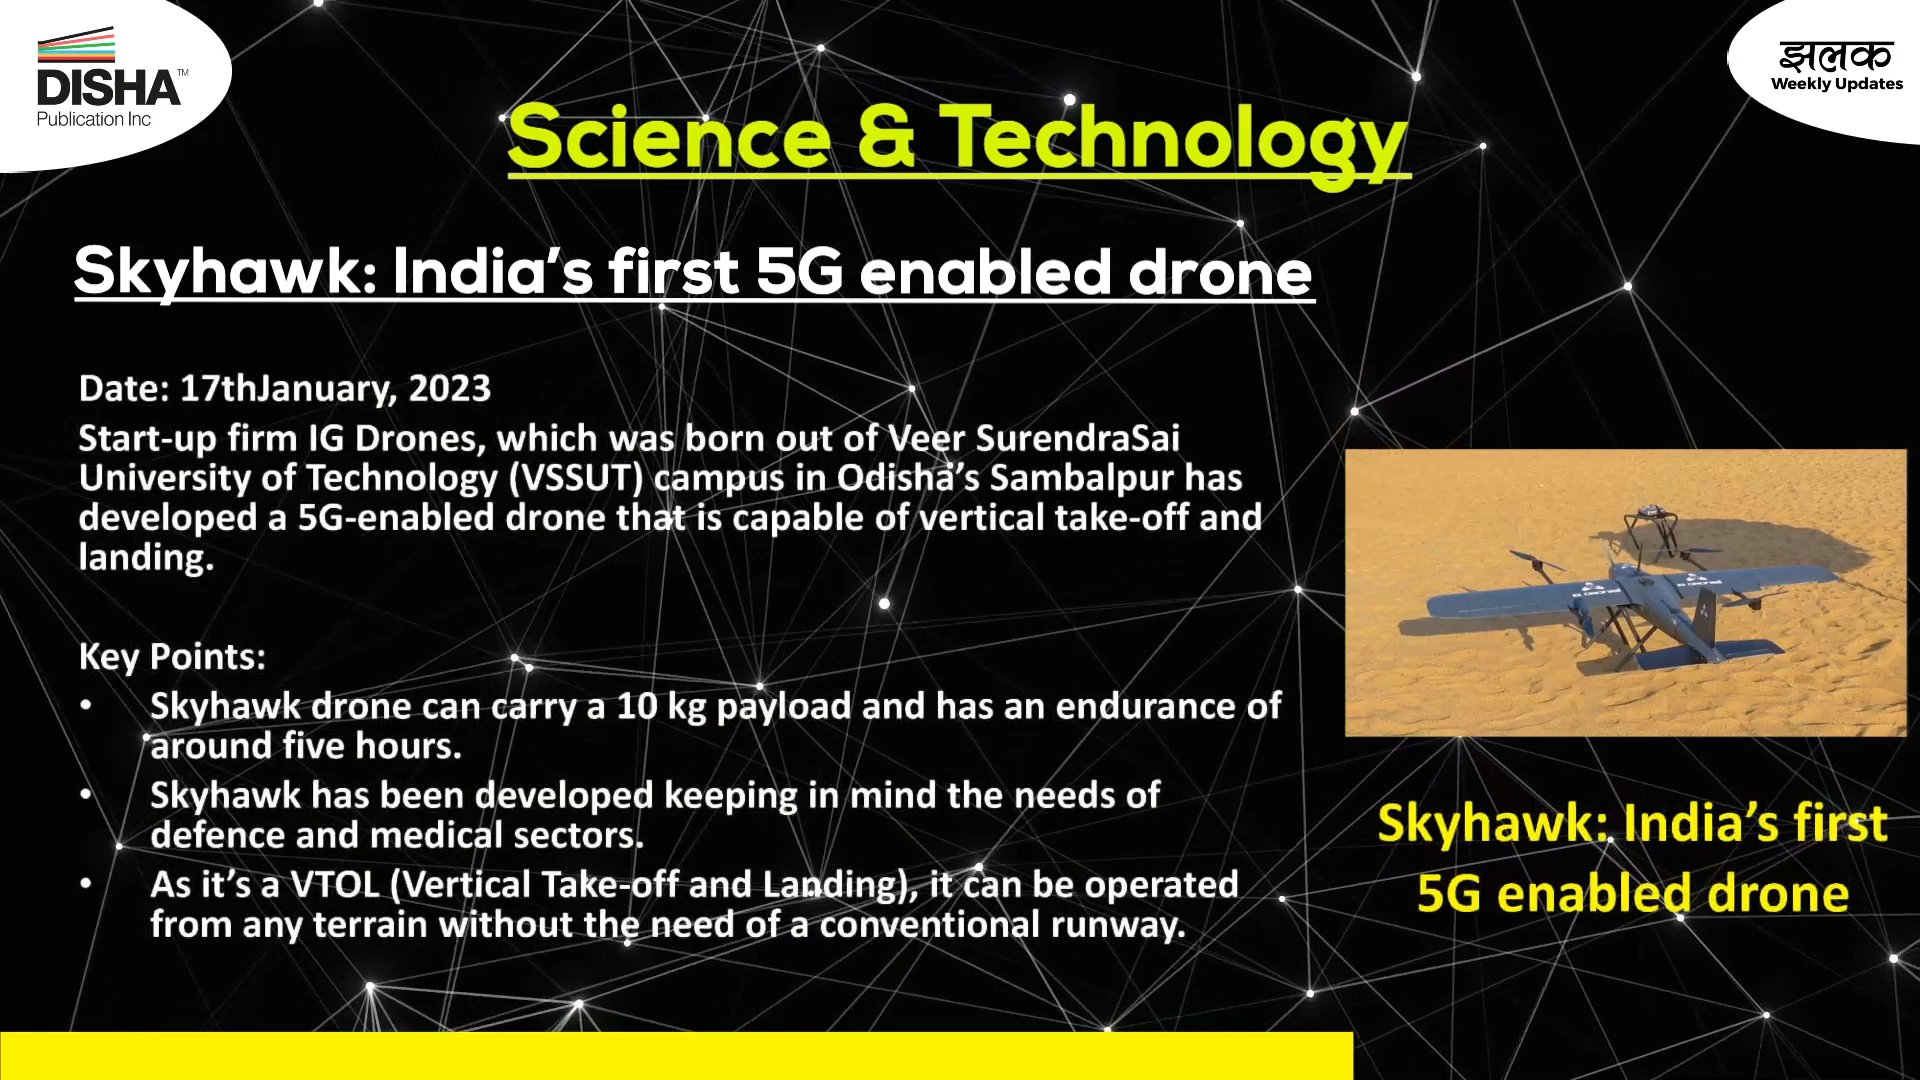 DISHA™
Publication Inc
झलक
Weekly Updates
Science & Technology
Skyhawk: India’s first 5G enabled drone
Date: 17thJanuary, 2023
Start-up firm IG Drones, which was born out of Veer SurendraSai
University of Technology (VSSUT) campus in Odisha’s Sambalpur has
developed a 5G-enabled drone that is capable of vertical take-off and
landing.
Key Points:
• Skyhawk drone can carry a 10 kg payload and has an endurance of
around five hours.
• Skyhawk has been developed keeping in mind the needs of
defence and medical sectors.
• As it’s a VTOL (Vertical Take-off and Landing), it can be operated
from any terrain without the need of a conventional runway.
Skyhawk: India’s first
5G enabled drone